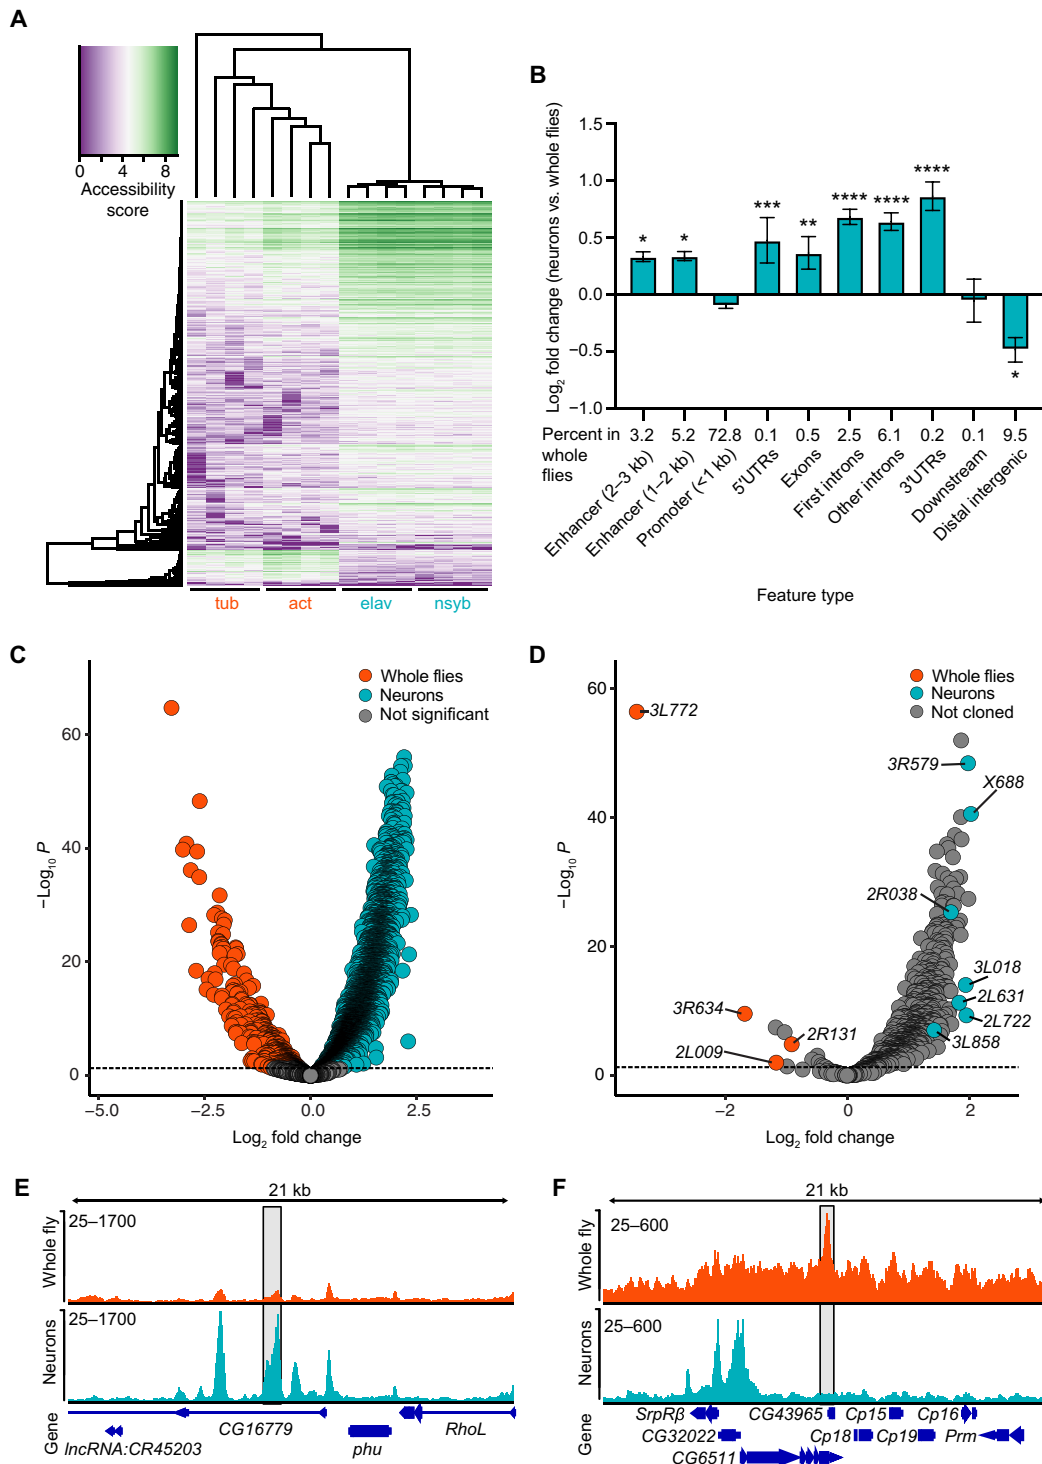 A
0 4 8
Accessibility
score
tub act elav nsyb
B
Log2 fold change (neurons vs. whole flies)
1.5
1.0
0.5
0.0
−0.5
−1.0
* * *** ** **** **** **** *
Percent in
whole
flies
3.2 5.2 72.8 0.1 0.5 2.5 6.1 0.2 0.1 9.5
Enhancer (2–3 kb)
Enhancer (1–2 kb)
Promoter (<1 kb)
5'UTRs
Exons
First introns
Other introns
3'UTRs
Downstream
Distal intergenic
Feature type
C
Whole flies
Neurons
Not significant
−Log10 P
60
40
20
0
−5.0 −2.5 0.0 2.5
Log2 fold change
D
Whole flies
Neurons
Not cloned
−Log10 P
60
40
20
0
3L772
3R579
X688
2R038
3L018
2L631
2L722
3L858
3R634
2R131
2L009
−2 0 2
Log2 fold change
E
21 kb
Whole fly
25–1700
Neurons
25–1700
Gene
lncRNA:CR45203
CG16779
phu
RhoL
F
21 kb
Whole fly
25–600
Neurons
25–600
Gene
SrpRβ CG43965 Cp15 Cp16
CG32022 Cp18 Cp19 Prm
CG6511